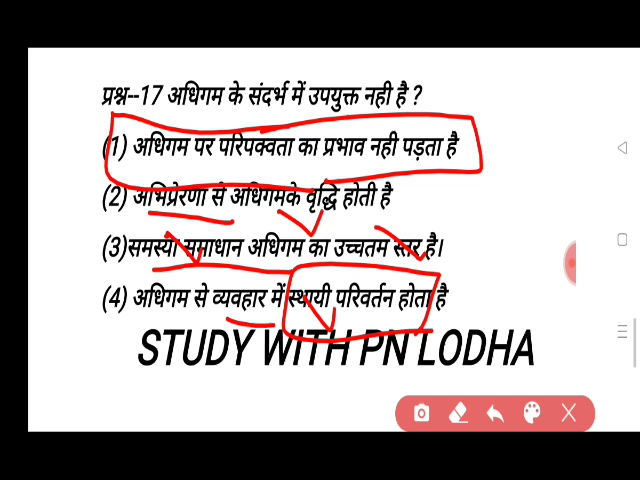 प्रश्न--17 अधिगम के संदर्भ में उपयुक्त नही है ?
(1) अधिगम पर परिपक्वता का प्रभाव नही पड़ता है
(2) अभिप्रेरणा से अधिगमके वृद्धि होती है
(3)समस्या समाधान अधिगम का उच्चतम स्तर है।
(4) अधिगम से व्यवहार में स्थायी परिवर्तन होता है
STUDY WITH PN LODHA